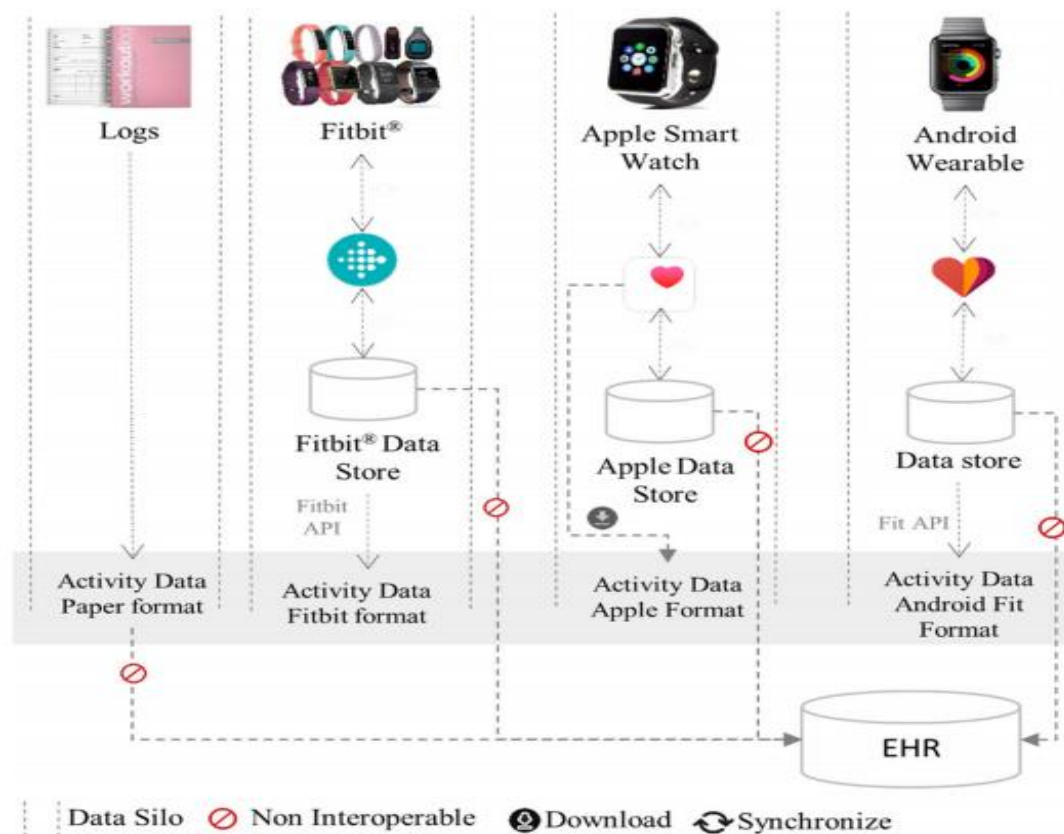 workout
Logs
Fitbit®
Apple Smart
Watch
Android
Wearable
Fitbit® Data
Store
Apple Data
Store
Data store
Fitbit
API
Fit API
Activity Data
Paper format
Activity Data
Fitbit format
Activity Data
Apple Format
Activity Data
Android Fit
Format
EHR
Data Silo
Non Interoperable
Download
Synchronize